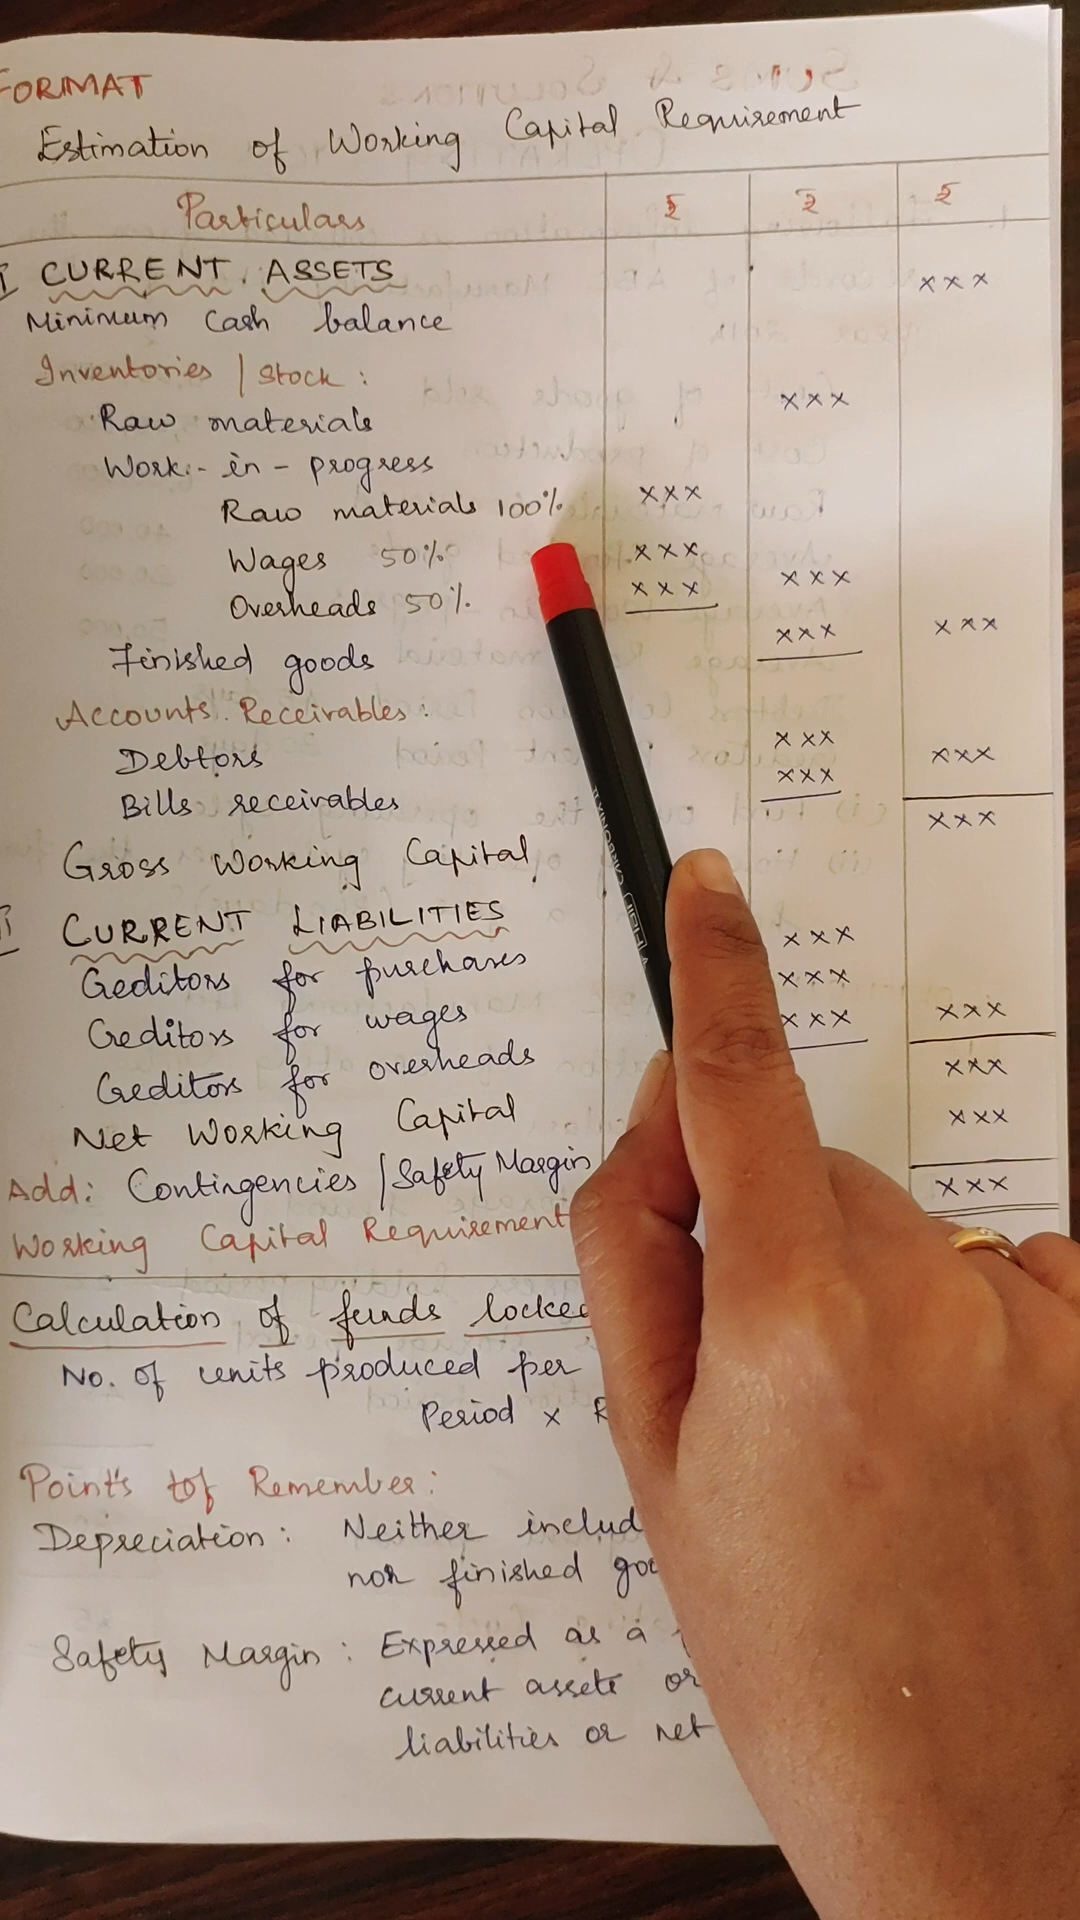 FORMAT
Estimation of Working Capital Requirement
Particulars ₹ ₹ ₹
I CURRENT ASSETS
Minimum cash balance xxx
Inventories / Stock :
Raw materials xxx
Work - in - progress
Raw materials 100% xxx
Wages 50% xxx
Overheads 50% xxx xxx
Finished goods xxx xxx
Accounts Receivables :
Debtors xxx
Bills receivables xxx xxx
Gross Working Capital xxx
II CURRENT LIABILITIES
Creditors for purchases xxx
Creditors for wages xxx
Creditors for overheads xxx xxx
Net Working Capital xxx
Add: Contingencies / Safety Margin xxx
Working Capital Requirement xxx
Calculation of funds locked
No. of units produced per
Period x R
Points to Remember :
Depreciation : Neither includ
nor finished goo
Safety Margin : Expressed as a
current assets or
liabilities or net